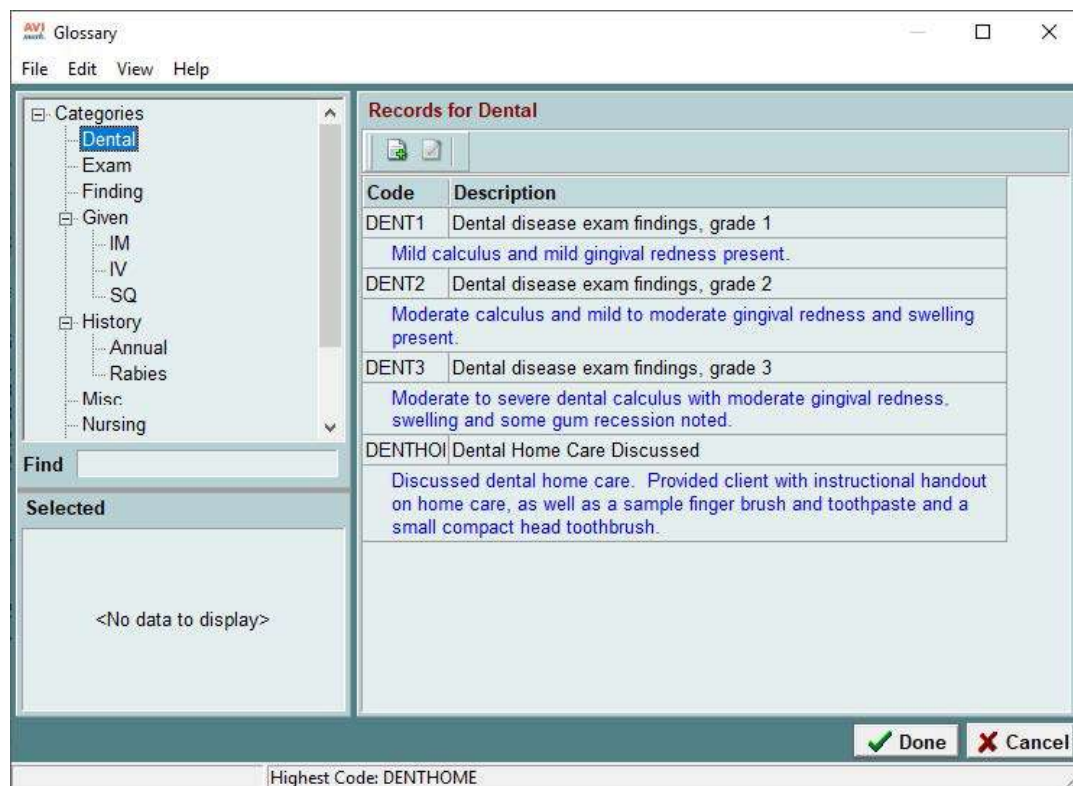 AVI
mark
Glossary
File Edit View Help
Categories
Dental
Exam
Finding
Given
IM
IV
SQ
History
Annual
Rabies
Misc
Nursing
Find
Selected
<No data to display>
Records for Dental
Code Description
DENT1 Dental disease exam findings, grade 1
Mild calculus and mild gingival redness present.
DENT2 Dental disease exam findings, grade 2
Moderate calculus and mild to moderate gingival redness and swelling
present.
DENT3 Dental disease exam findings, grade 3
Moderate to severe dental calculus with moderate gingival redness,
swelling and some gum recession noted.
DENTHOI Dental Home Care Discussed
Discussed dental home care. Provided client with instructional handout
on home care, as well as a sample finger brush and toothpaste and a
small compact head toothbrush.
Done Cancel
Highest Code: DENTHOME